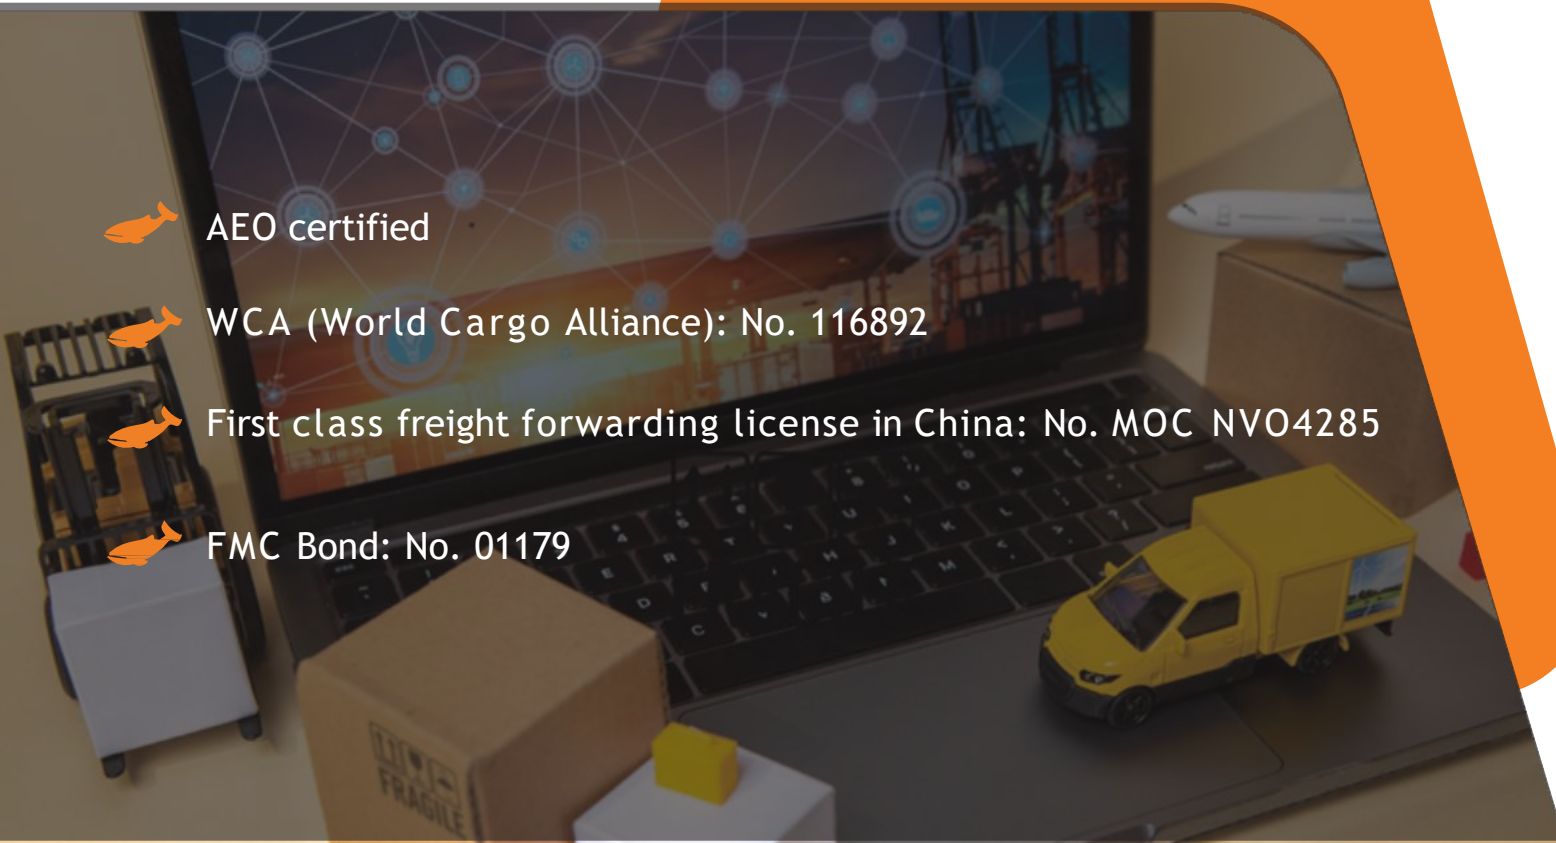 AEO certified
WCA (World Cargo Alliance): No. 116892
First class freight forwarding license in China: No. MOC NVO4285
FMC Bond: No. 01179
FRAGILE